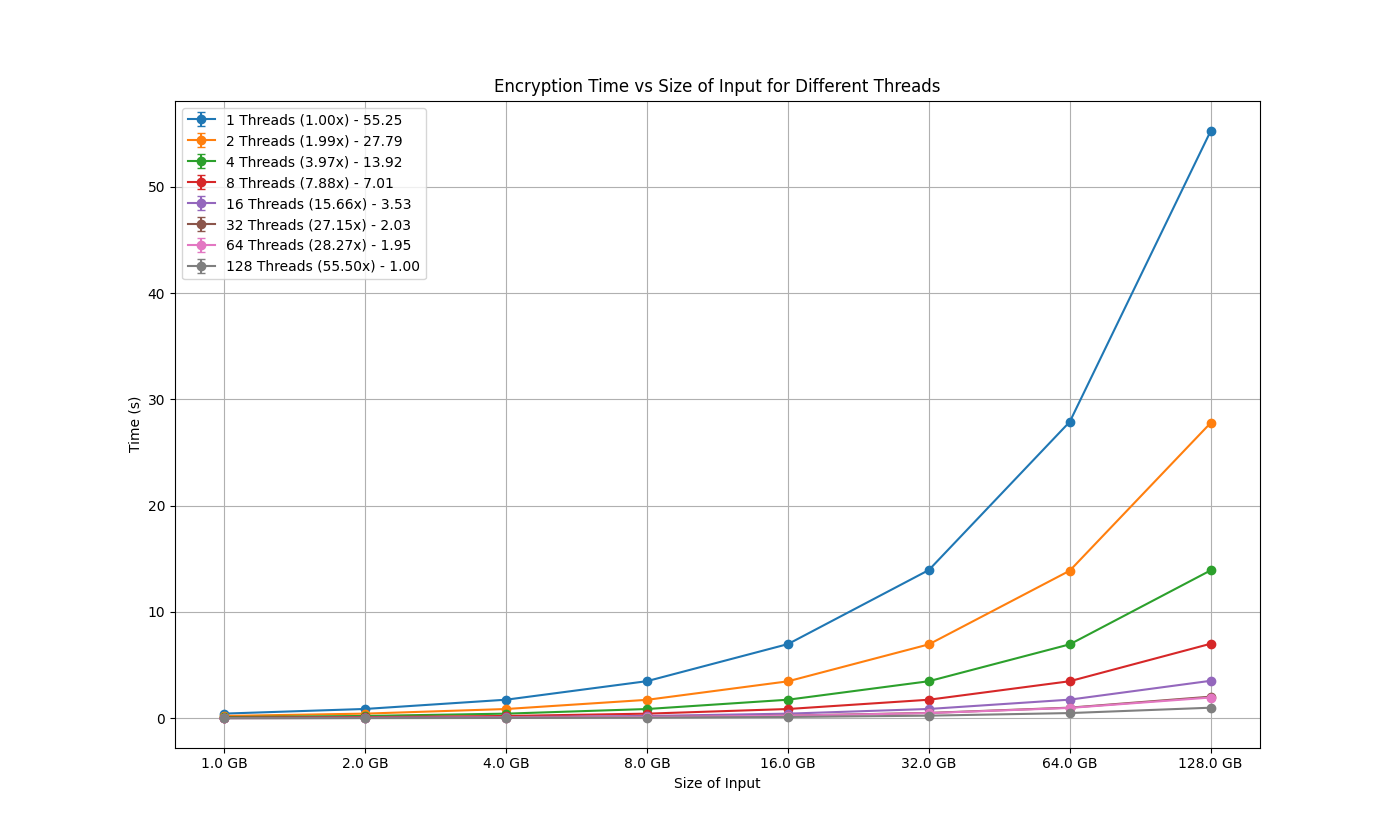 Encryption Time vs Size of Input for Different Threads
1 Threads (1.00x) - 55.25
2 Threads (1.99x) - 27.79
4 Threads (3.97x) - 13.92
8 Threads (7.88x) - 7.01
16 Threads (15.66x) - 3.53
32 Threads (27.15x) - 2.03
64 Threads (28.27x) - 1.95
128 Threads (55.50x) - 1.00
50
40
30
20
10
0
Time (s)
1.0 GB 2.0 GB 4.0 GB 8.0 GB 16.0 GB 32.0 GB 64.0 GB 128.0 GB
Size of Input